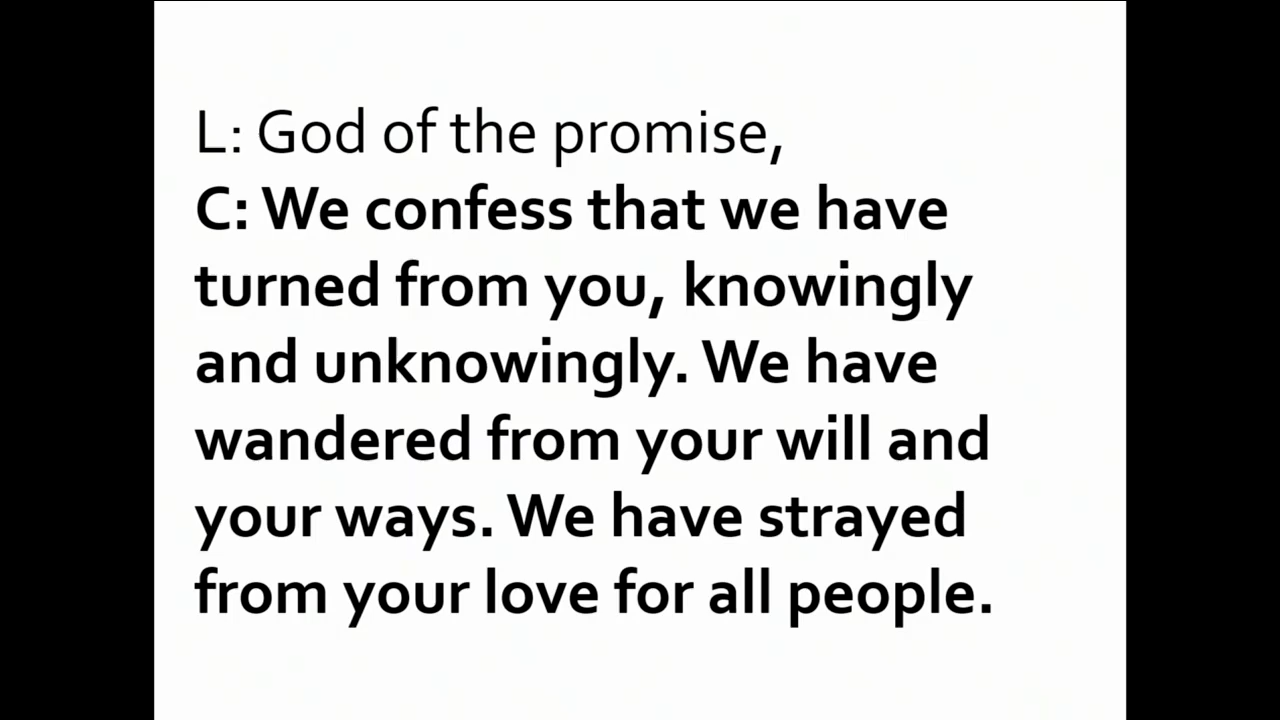 L: God of the promise,
C: We confess that we have
turned from you, knowingly
and unknowingly. We have
wandered from your will and
your ways. We have strayed
from your love for all people.